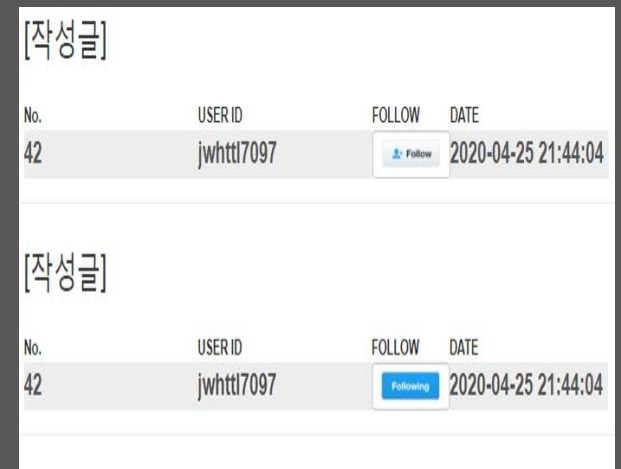 [작성글]
No. USER ID FOLLOW DATE
42 jwhttl7097 Follow 2020-04-25 21:44:04
[작성글]
No. USER ID FOLLOW DATE
42 jwhttl7097 Following 2020-04-25 21:44:04